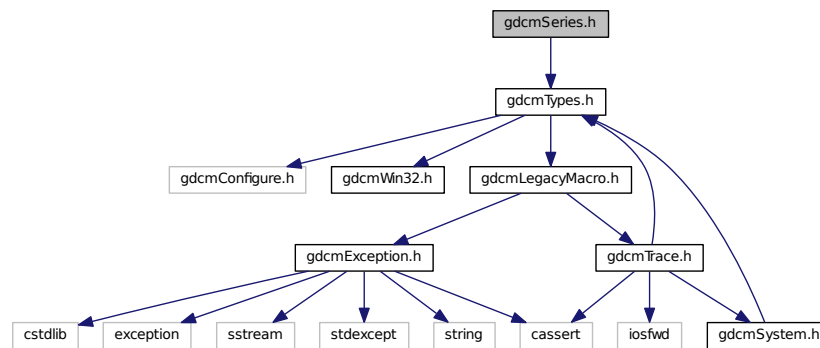 gdcmSeries.h
gdcmTypes.h
gdcmConfigure.h
gdcmWin32.h
gdcmLegacyMacro.h
gdcmException.h
gdcmTrace.h
cstdlib
exception
sstream
stdexcept
string
cassert
iosfwd
gdcmSystem.h